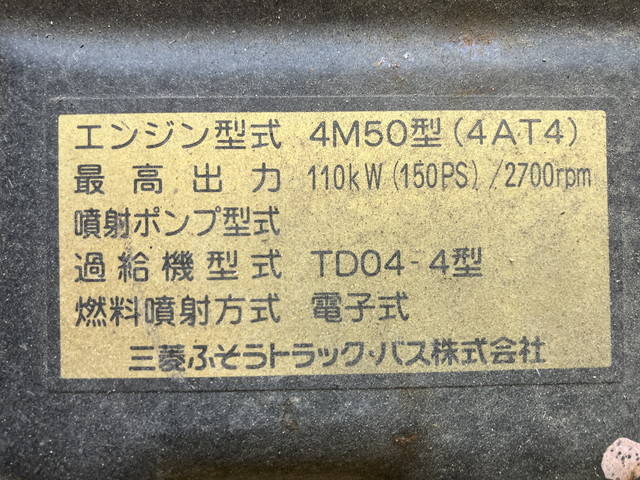 エンジン型式 4M50型(4AT4)
最高出力 110kW(150PS)/2700rpm
噴射ポンプ型式
過給機型式 TD04-4型
燃料噴射方式 電子式
三菱ふそうトラック・バス株式会社